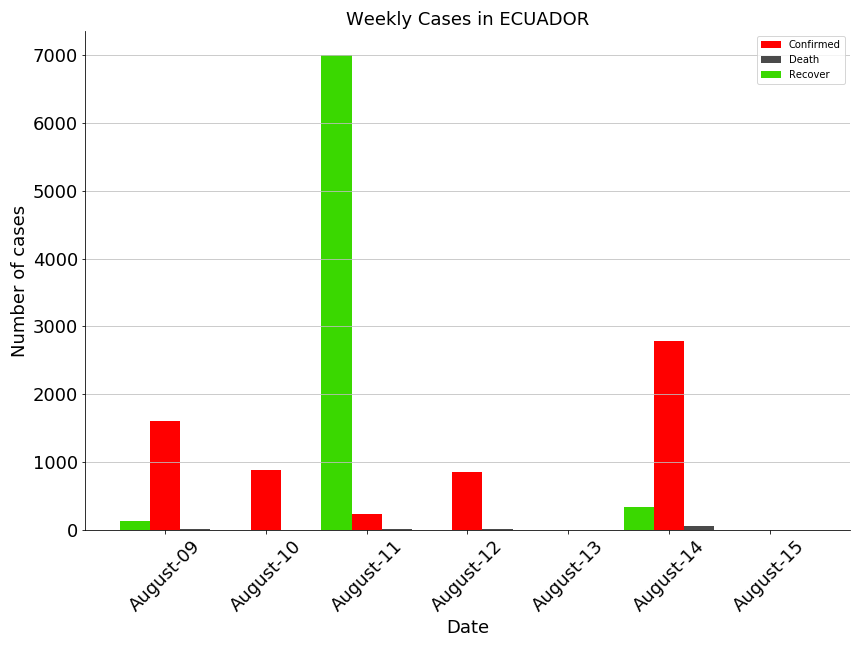 Weekly Cases in ECUADOR
Confirmed
Death
Recover
Number of cases
7000
6000
5000
4000
3000
2000
1000
0
August-09
August-10
August-11
August-12
August-13
August-14
August-15
Date